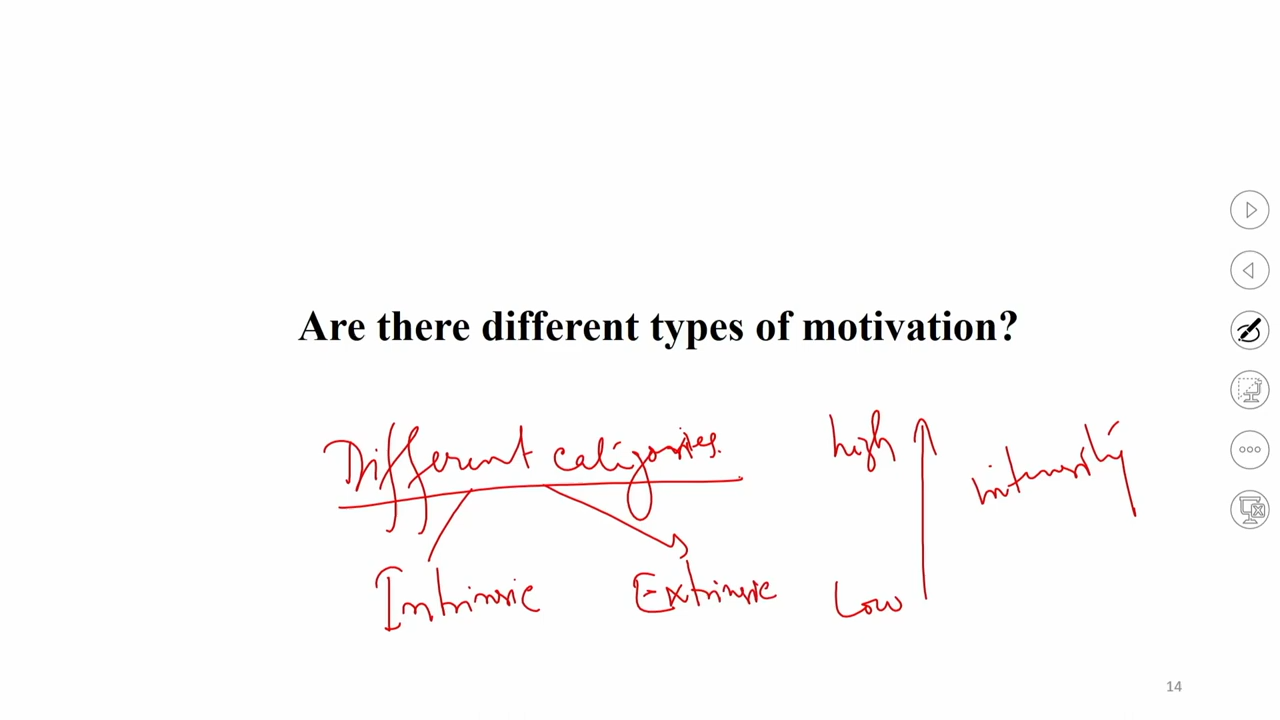 Are there different types of motivation?
Different categories.
Intrinsic Extrinsic
high
Low
intensity
14